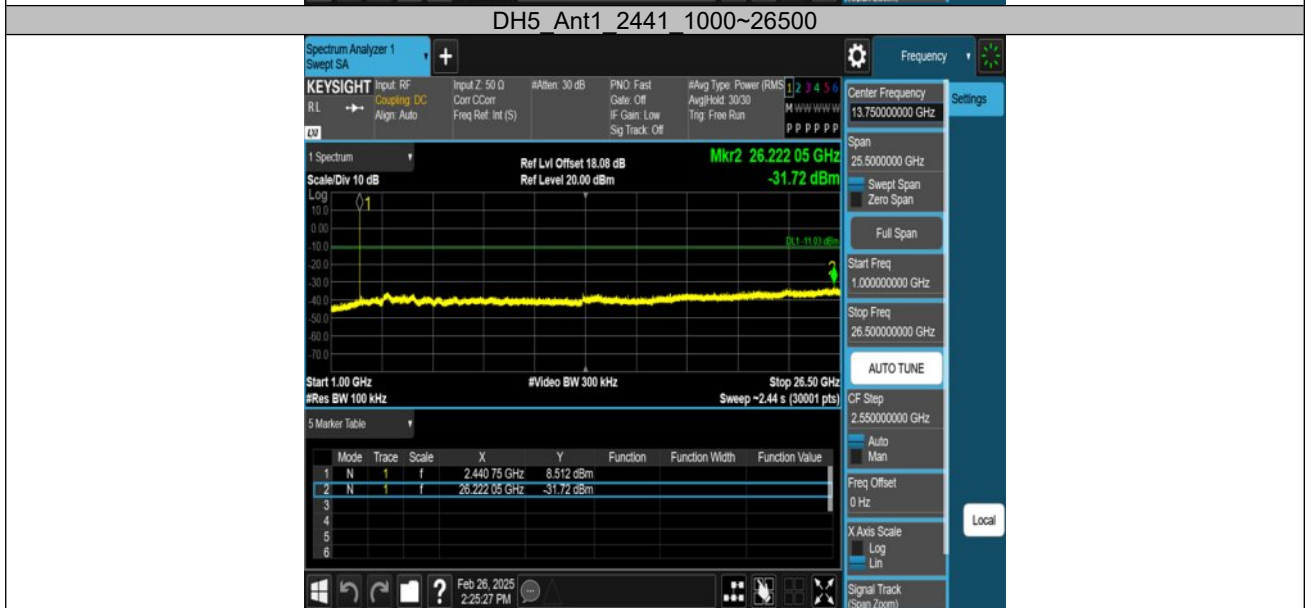 DH5_Ant1_2441_1000~26500
Spectrum Analyzer 1
Swept SA
+
Frequency
KEYSIGHT
Input: RF
Input Z: 50 Ω
#Atten: 30 dB
PNO: Fast
#Avg Type: Power (RMS
1 2 3 4 5 6
RL
Coupling: DC
Corr CCorr
Gate: Off
Avg|Hold: 30/30
M W W W W W
Align: Auto
Freq Ref: Int (S)
IF Gain: Low
Trig: Free Run
Sig Track: Off
P P P P P P
LXI
1 Spectrum
Ref Lvl Offset 18.08 dB
Mkr2 26.222 05 GHz
Scale/Div 10 dB
Ref Level 20.00 dBm
-31.72 dBm
Log
1
10.0
0.00
DL1 -11.03 dBm
-10.0
-20.0
2
-30.0
-40.0
-50.0
-60.0
-70.0
Start 1.00 GHz
#Video BW 300 kHz
Stop 26.50 GHz
#Res BW 100 kHz
Sweep ~2.44 s (30001 pts)
5 Marker Table
Mode Trace Scale X Y Function Function Width Function Value
1 N 1 f 2.440 75 GHz 8.512 dBm
2 N 1 f 26.222 05 GHz -31.72 dBm
3
4
5
6
Feb 26, 2025
2:25:27 PM
?
Center Frequency
13.750000000 GHz
Settings
Span
25.5000000 GHz
Swept Span
Zero Span
Full Span
Start Freq
1.000000000 GHz
Stop Freq
26.500000000 GHz
AUTO TUNE
CF Step
2.550000000 GHz
Auto
Man
Freq Offset
0 Hz
Local
X Axis Scale
Log
Lin
Signal Track
(Span Zoom)